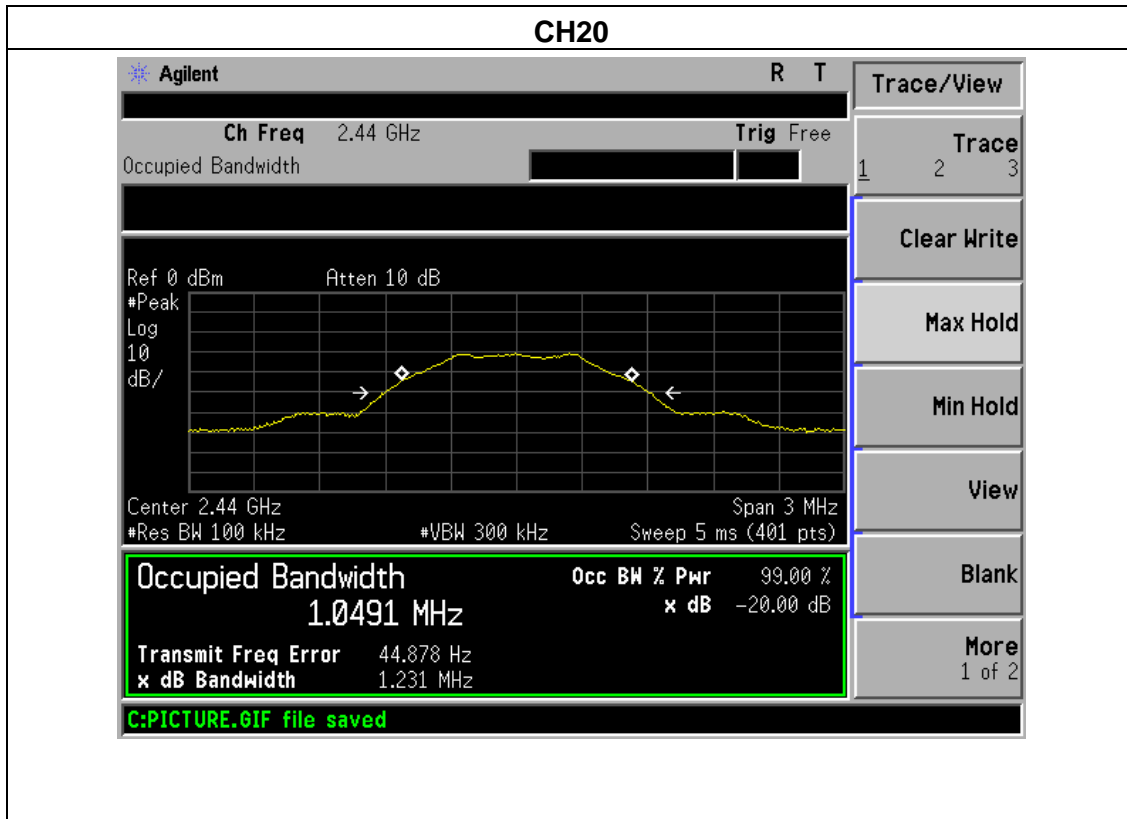 CH20
Agilent R T
Trace/View
Ch Freq 2.44 GHz Trig Free
Occupied Bandwidth
Trace
1 2 3
Clear Write
Ref 0 dBm Atten 10 dB
#Peak
Log
10
dB/
Max Hold
Min Hold
View
Center 2.44 GHz Span 3 MHz
#Res BW 100 kHz #VBW 300 kHz Sweep 5 ms (401 pts)
Occupied Bandwidth Occ BW % Pwr 99.00 %
1.0491 MHz x dB -20.00 dB
Blank
Transmit Freq Error 44.878 Hz
x dB Bandwidth 1.231 MHz
More
1 of 2
C:PICTURE.GIF file saved